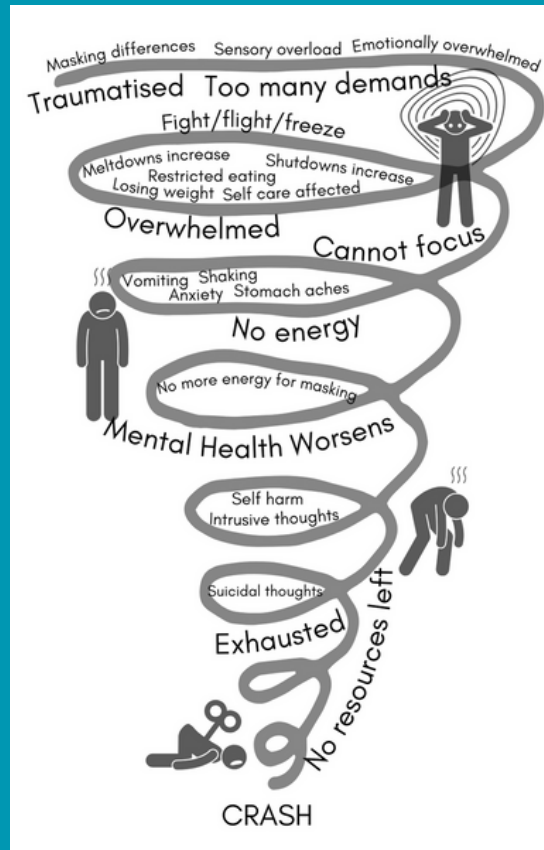 Masking differences Sensory overload Emotionally overwhelmed
Traumatised Too many demands
Fight/flight/freeze
Meltdowns increase Shutdowns increase
Restricted eating
Losing weight Self care affected
Overwhelmed
Cannot focus
Vomiting Shaking
Anxiety Stomach aches
No energy
No more energy for masking
Mental Health Worsens
Self harm
Intrusive thoughts
Suicidal thoughts
Exhausted
No resources left
CRASH